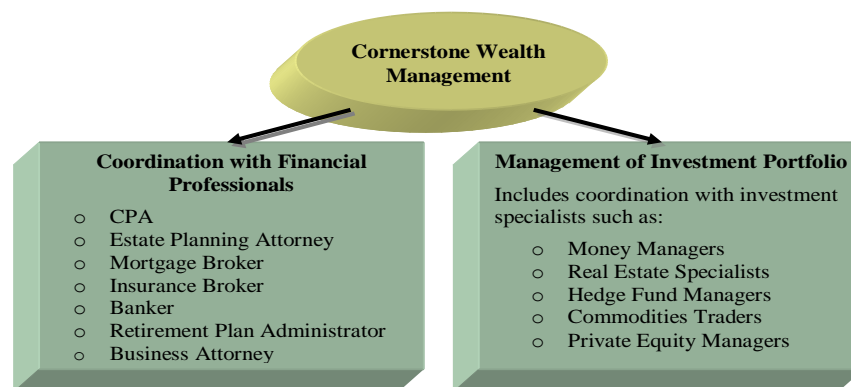 Cornerstone Wealth
Management
Coordination with Financial
Professionals
o CPA
o Estate Planning Attorney
o Mortgage Broker
o Insurance Broker
o Banker
o Retirement Plan Administrator
o Business Attorney
Management of Investment Portfolio
Includes coordination with investment
specialists such as:
o Money Managers
o Real Estate Specialists
o Hedge Fund Managers
o Commodities Traders
o Private Equity Managers